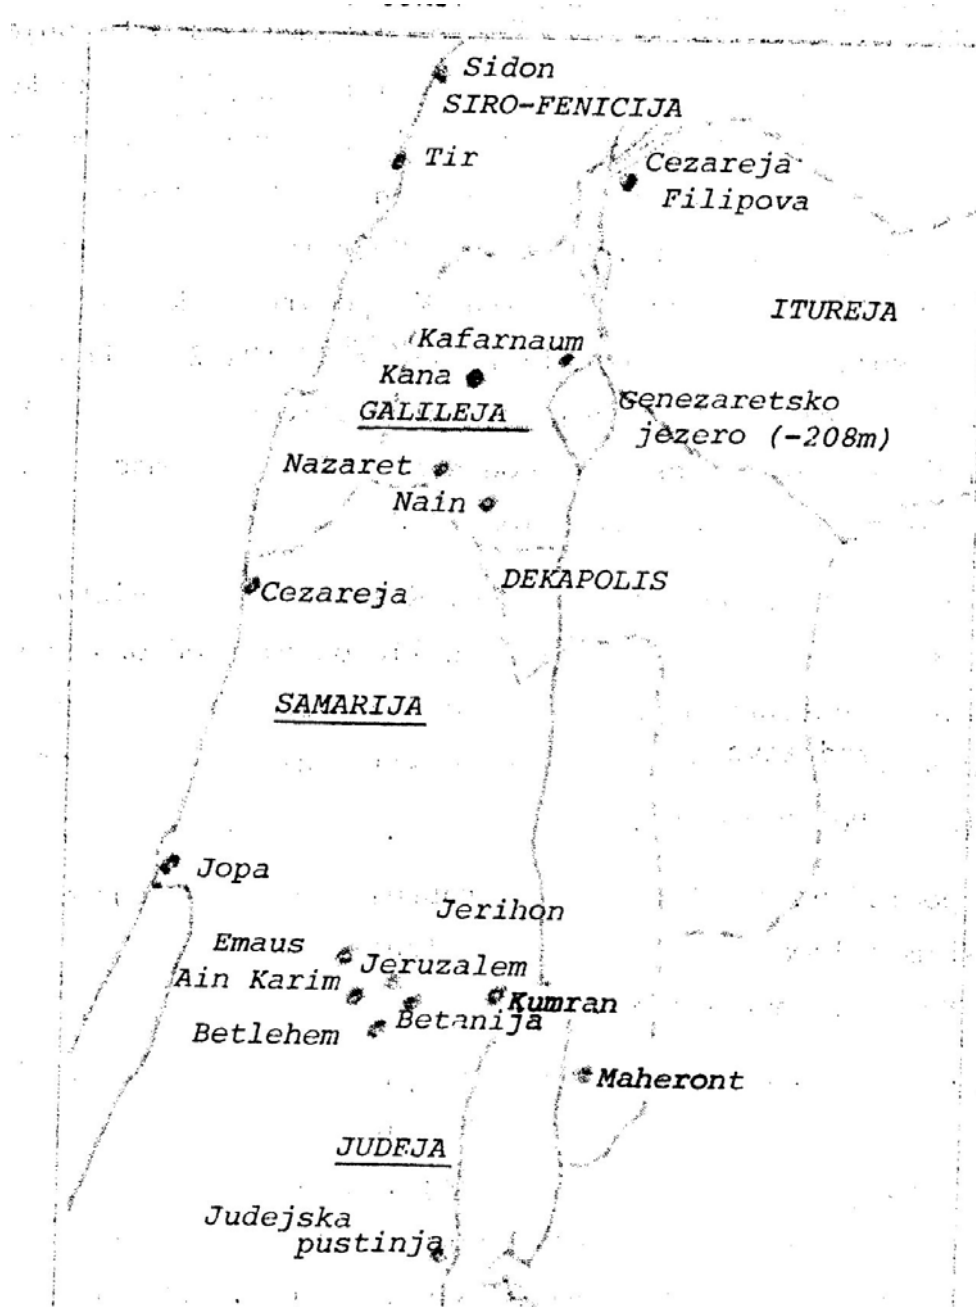 Sidon
SIRO-FENICIJA
Tir
Cezareja
Filipova
ITUREJA
Kafarnaum
Kana
GALILEJA
Genezaretsko
jezero (-208m)
Nazaret
Nain
DEKAPOLIS
Cezareja
SAMARIJA
Jopa
Jerihon
Emaus
Jeruzalem
Ain Karim
Kumran
Betanija
Betlehem
Maheront
JUDEJA
Judejska
pustinja